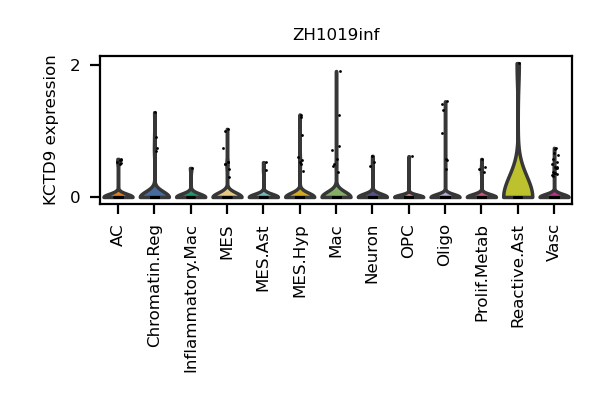 ZH1019inf
KCTD9 expression
2
0
AC
Chromatin.Reg
Inflammatory.Mac
MES
MES.Ast
MES.Hyp
Mac
Neuron
OPC
Oligo
Prolif.Metab
Reactive.Ast
Vasc